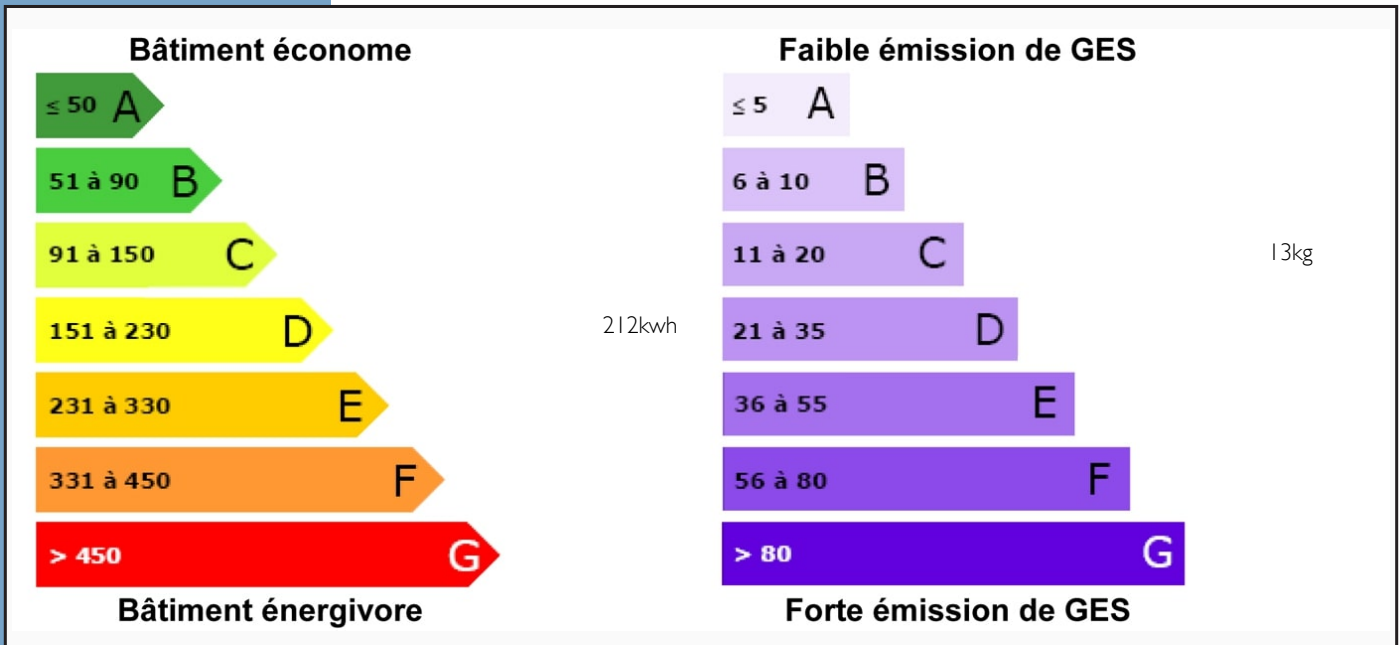 Bâtiment économe
≤ 50 A
51 à 90 B
91 à 150 C
151 à 230 D
212kwh
231 à 330 E
331 à 450 F
> 450 G
Bâtiment énergivore
Faible émission de GES
≤ 5 A
6 à 10 B
11 à 20 C
13kg
21 à 35 D
36 à 55 E
56 à 80 F
> 80 G
Forte émission de GES